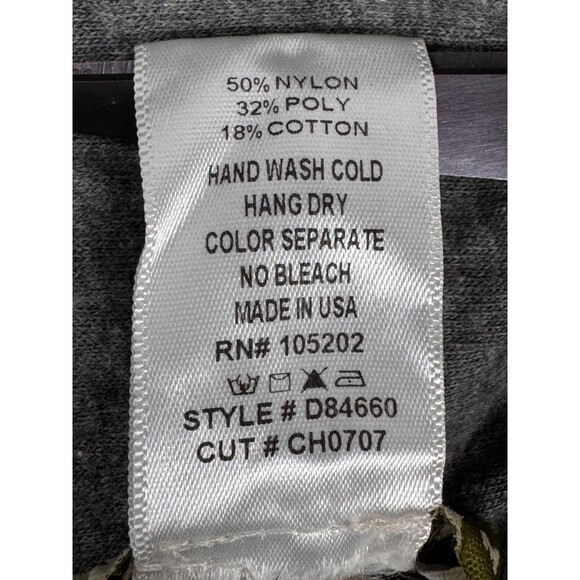 50% NYLON
32% POLY
18% COTTON
HAND WASH COLD
HANG DRY
COLOR SEPARATE
NO BLEACH
MADE IN USA
RN# 105202
STYLE # D84660
CUT # CH0707